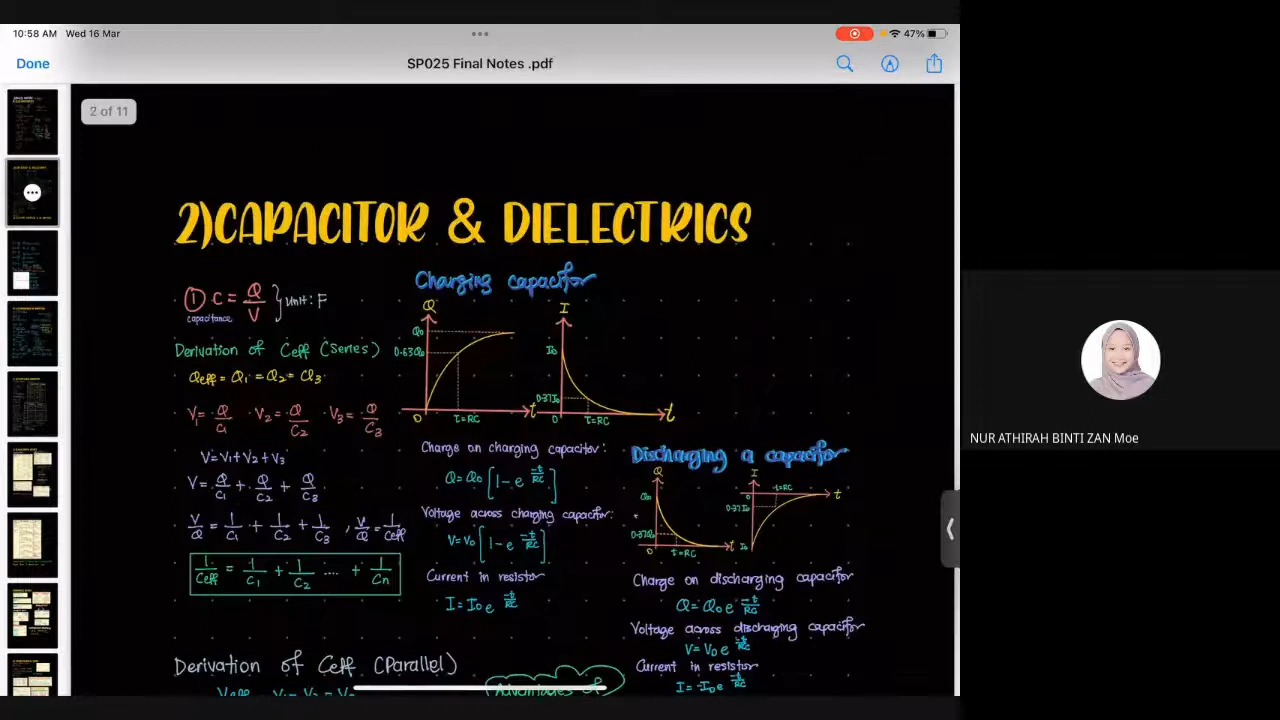 10:58 AM Wed 16 Mar
47%
Done
SP025 Final Notes .pdf
2 of 11
2)CAPACITOR & DIELECTRICS
① C = Q/V } unit : F
capacitance
Derivation of Ceff (series)
Qeff = Q1 = Q2 = Q3
V1 = Q/C1 V2 = Q/C2 V3 = Q/C3
V = V1 + V2 + V3
V = Q/C1 + Q/C2 + Q/C3
V/Q = 1/C1 + 1/C2 + 1/C3 , V/Q = 1/Ceff
1/Ceff = 1/C1 + 1/C2 .... + 1/Cn
Derivation of Ceff (Parallel)
Charging capacitor
Q
Q0
0.63Q0
0
τ=RC
t
I
I0
0.37I0
0
τ=RC
t
Charge on charging capacitor:
Q = Q0 [1 - e^(-t/RC)]
Voltage across charging capacitor:
V = V0 [1 - e^(-t/RC)]
Current in resistor
I = I0 e^(-t/RC)
Advantages of
Discharging a capacitor
Q
Q0
0.37Q0
0
τ=RC
t
I
0
τ=RC
t
0.37I0
I0
Charge on discharging capacitor
Q = Q0 e^(-t/RC)
Voltage across discharging capacitor
V = V0 e^(-t/RC)
Current in resistor
I = -I0 e^(-t/RC)
NUR ATHIRAH BINTI ZAN Moe